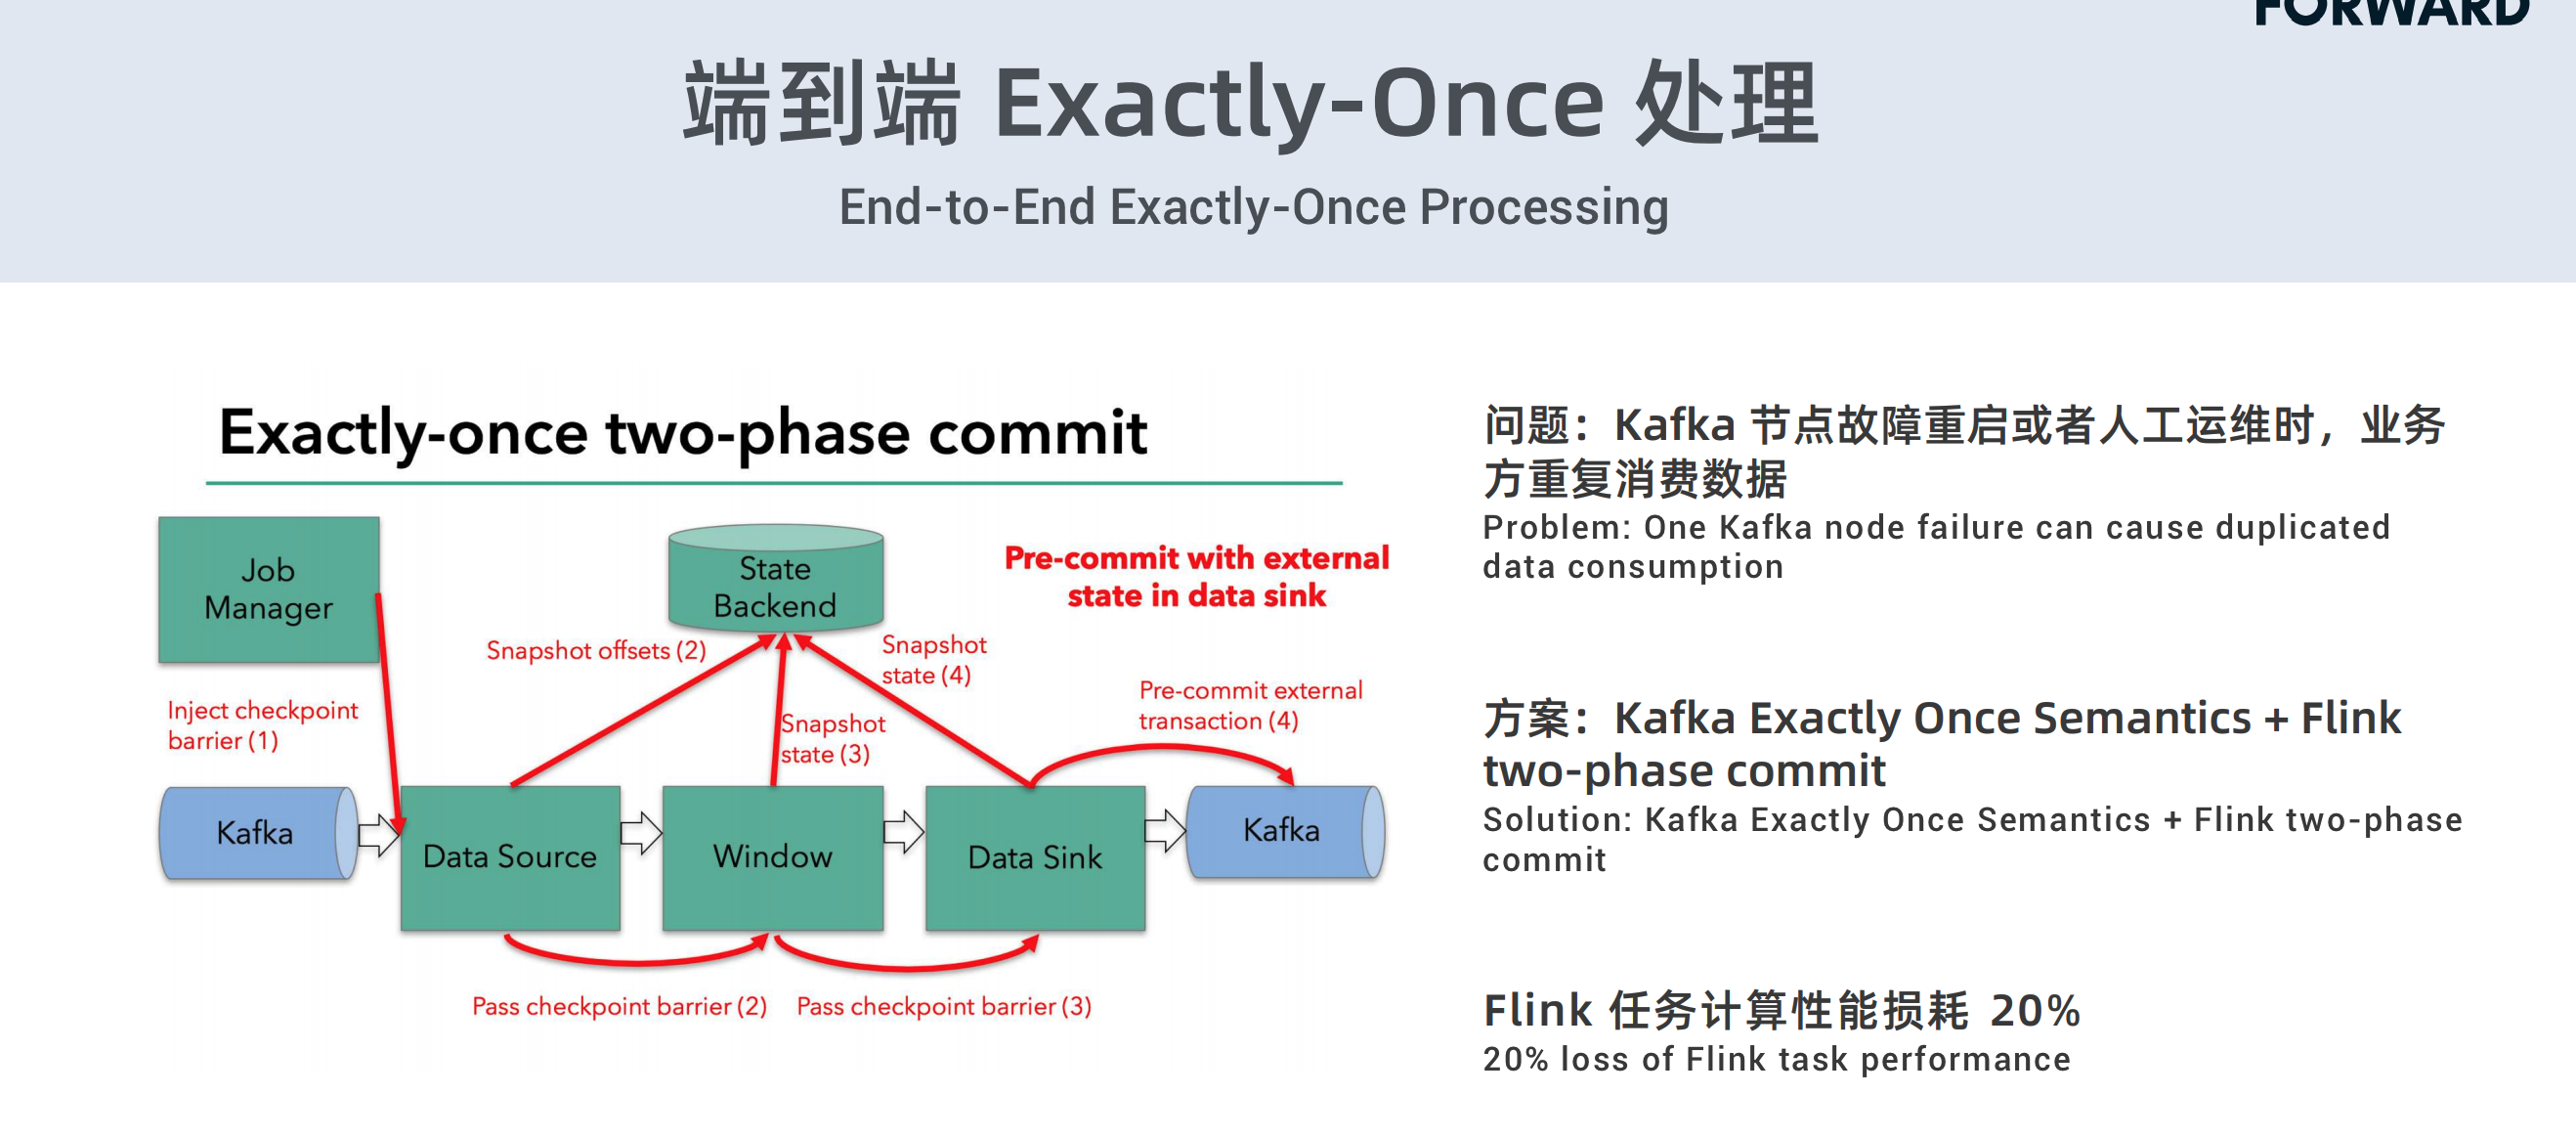 FORWARD
端到端 Exactly-Once 处理
End-to-End Exactly-Once Processing
Exactly-once two-phase commit
Job
Manager
State
Backend
Pre-commit with external
state in data sink
Snapshot offsets (2)
Snapshot
state (4)
Inject checkpoint
barrier (1)
Snapshot
state (3)
Pre-commit external
transaction (4)
Kafka
Data Source
Window
Data Sink
Kafka
Pass checkpoint barrier (2)
Pass checkpoint barrier (3)
问题：Kafka 节点故障重启或者人工运维时，业务
方重复消费数据
Problem: One Kafka node failure can cause duplicated
data consumption
方案：Kafka Exactly Once Semantics + Flink
two-phase commit
Solution: Kafka Exactly Once Semantics + Flink two-phase
commit
Flink 任务计算性能损耗 20%
20% loss of Flink task performance